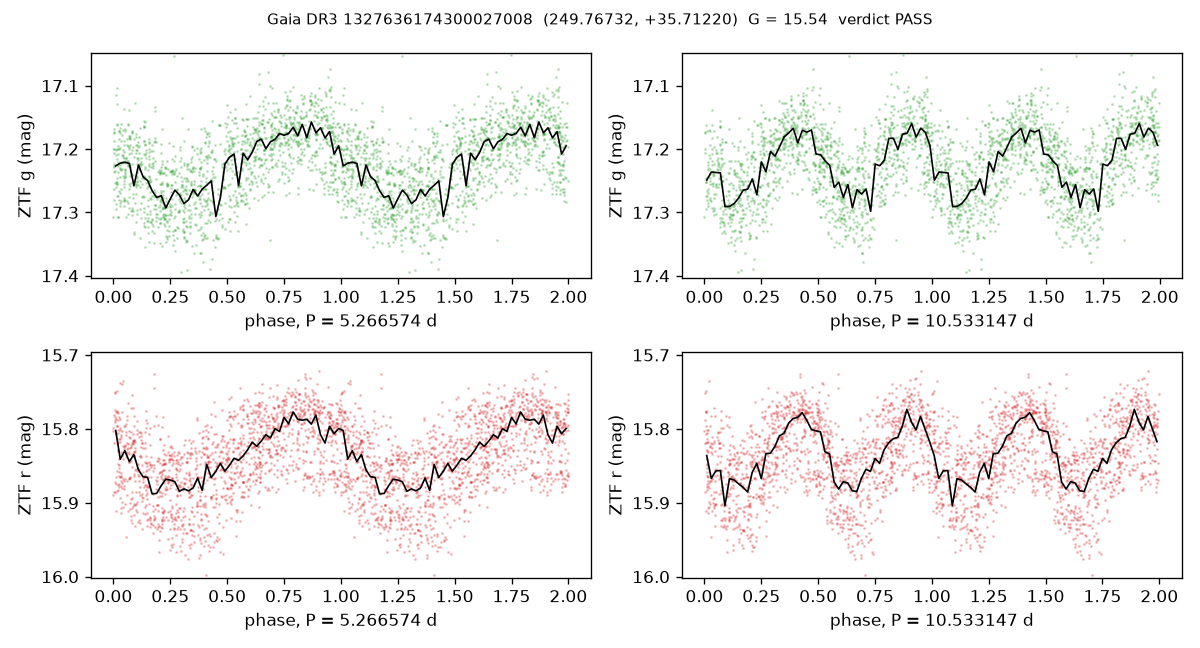 Gaia DR3 1327636174300027008 (249.76732, +35.71220) G = 15.54 verdict PASS
ZTF g (mag)
17.1
17.2
17.3
17.4
0.00 0.25 0.50 0.75 1.00 1.25 1.50 1.75 2.00
phase, P = 5.266574 d
0.00 0.25 0.50 0.75 1.00 1.25 1.50 1.75 2.00
phase, P = 10.533147 d
ZTF g (mag)
17.1
17.2
17.3
17.4
ZTF r (mag)
15.7
15.8
15.9
16.0
0.00 0.25 0.50 0.75 1.00 1.25 1.50 1.75 2.00
phase, P = 5.266574 d
ZTF r (mag)
15.7
15.8
15.9
16.0
0.00 0.25 0.50 0.75 1.00 1.25 1.50 1.75 2.00
phase, P = 10.533147 d